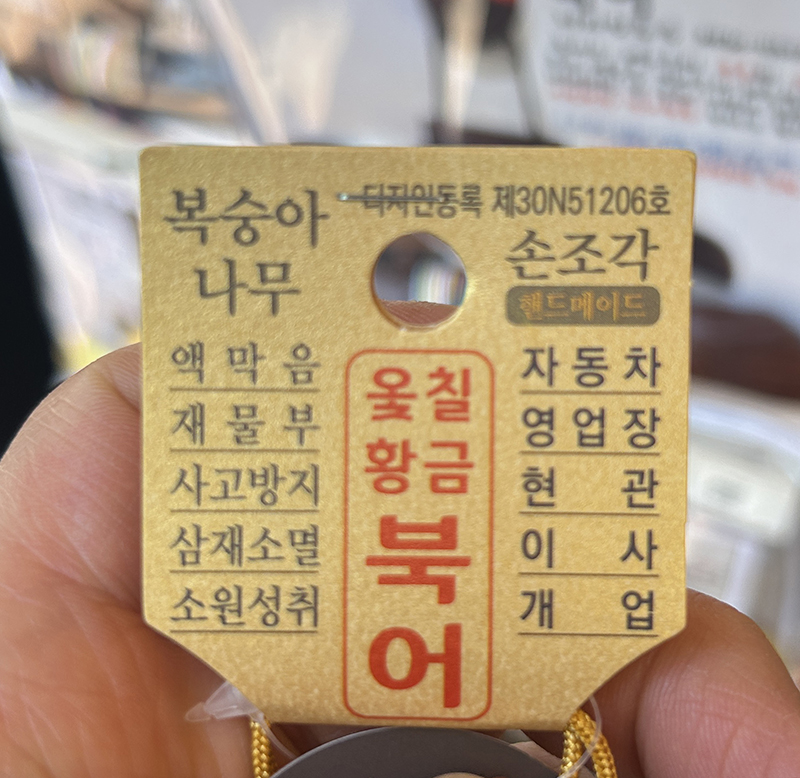 복숭아
나무
디자인등록 제30N51206호
손조각
핸드메이드
액막음
재물부
사고방지
삼재소멸
소원성취
옻칠
황금
북
어
자동차
영업장
현관
이사
개업